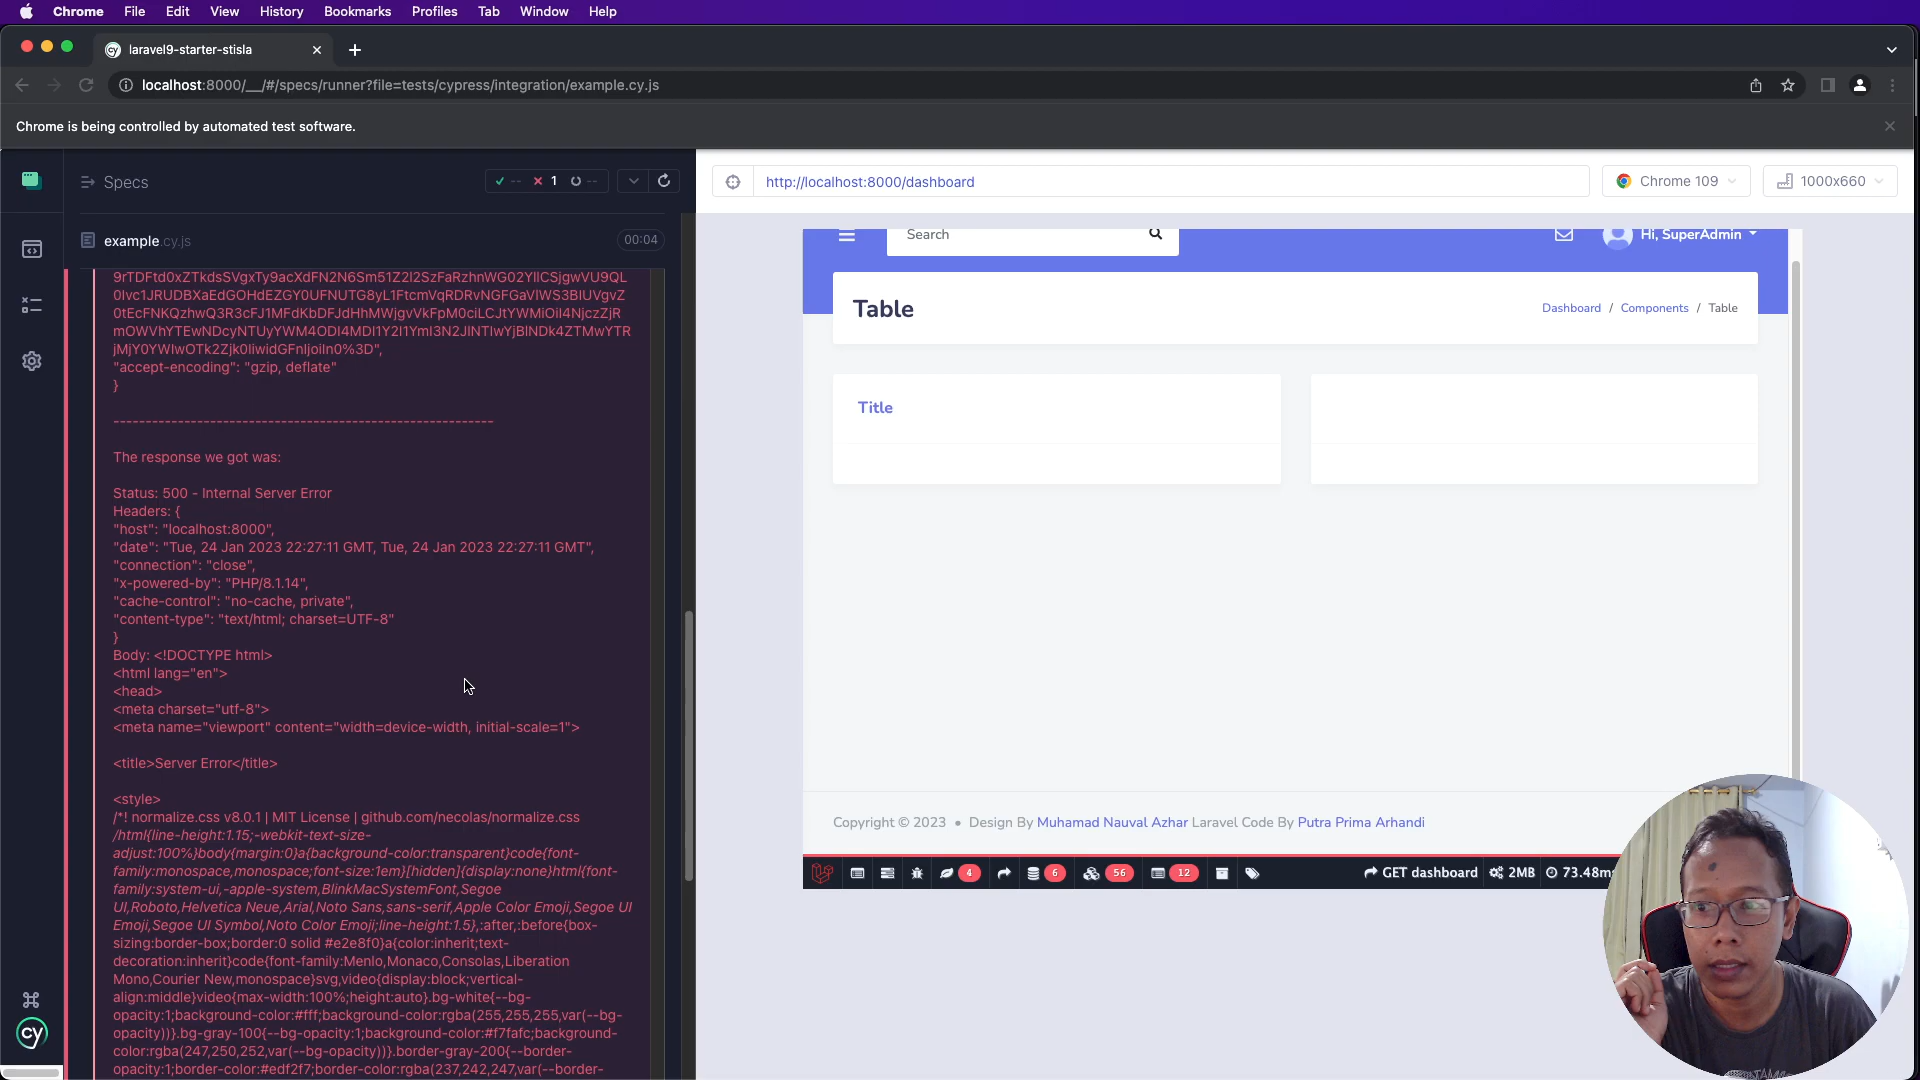 Chrome File Edit View History Bookmarks Profiles Tab Window Help
laravel9-starter-stisla
localhost:8000/__/#/specs/runner?file=tests/cypress/integration/example.cy.js
Chrome is being controlled by automated test software.
Specs
-- 1 --
example.cy.js
00:04
"accept-encoding": "gzip, deflate"
}
------------------------------------------------------------
The response we got was:
Status: 500 - Internal Server Error
Headers: {
"host": "localhost:8000",
"date": "Tue, 24 Jan 2023 22:27:11 GMT, Tue, 24 Jan 2023 22:27:11 GMT",
"connection": "close",
"x-powered-by": "PHP/8.1.14",
"cache-control": "no-cache, private",
"content-type": "text/html; charset=UTF-8"
}
Body: <!DOCTYPE html>
<html lang="en">
<head>
<meta charset="utf-8">
<meta name="viewport" content="width=device-width, initial-scale=1">
<title>Server Error</title>
<style>
/*! normalize.css v8.0.1 | MIT License | github.com/necolas/normalize.css
/html{line-height:1.15;-webkit-text-size-
adjust:100%}body{margin:0}a{background-color:transparent}code{font-
family:monospace,monospace;font-size:1em}[hidden]{display:none}html{font-
family:system-ui,-apple-system,BlinkMacSystemFont,Segoe
UI,Roboto,Helvetica Neue,Arial,Noto Sans,sans-serif,Apple Color Emoji,Segoe UI
Emoji,Segoe UI Symbol,Noto Color Emoji;line-height:1.5},:after,:before{box-
sizing:border-box;border:0 solid #e2e8f0}a{color:inherit;text-
decoration:inherit}code{font-family:Menlo,Monaco,Consolas,Liberation
Mono,Courier New,monospace}svg,video{display:block;vertical-
align:middle}video{max-width:100%;height:auto}.bg-white{--bg-
opacity:1;background-color:#fff;background-color:rgba(255,255,255,var(--bg-
opacity))}.bg-gray-100{--bg-opacity:1;background-color:#f7fafc;background-
color:rgba(247,250,252,var(--bg-opacity))}.border-gray-200{--border-
opacity:1;border-color:#edf2f7;border-color:rgba(237,242,247,var(--border-
cy
http://localhost:8000/dashboard
Chrome 109
1000x660
Search
Hi, SuperAdmin
Table
Dashboard / Components / Table
Title
Copyright © 2023 • Design By Muhamad Nauval Azhar Laravel Code By Putra Prima Arhandi
4 6 56 12
GET dashboard 2MB 73.48ms